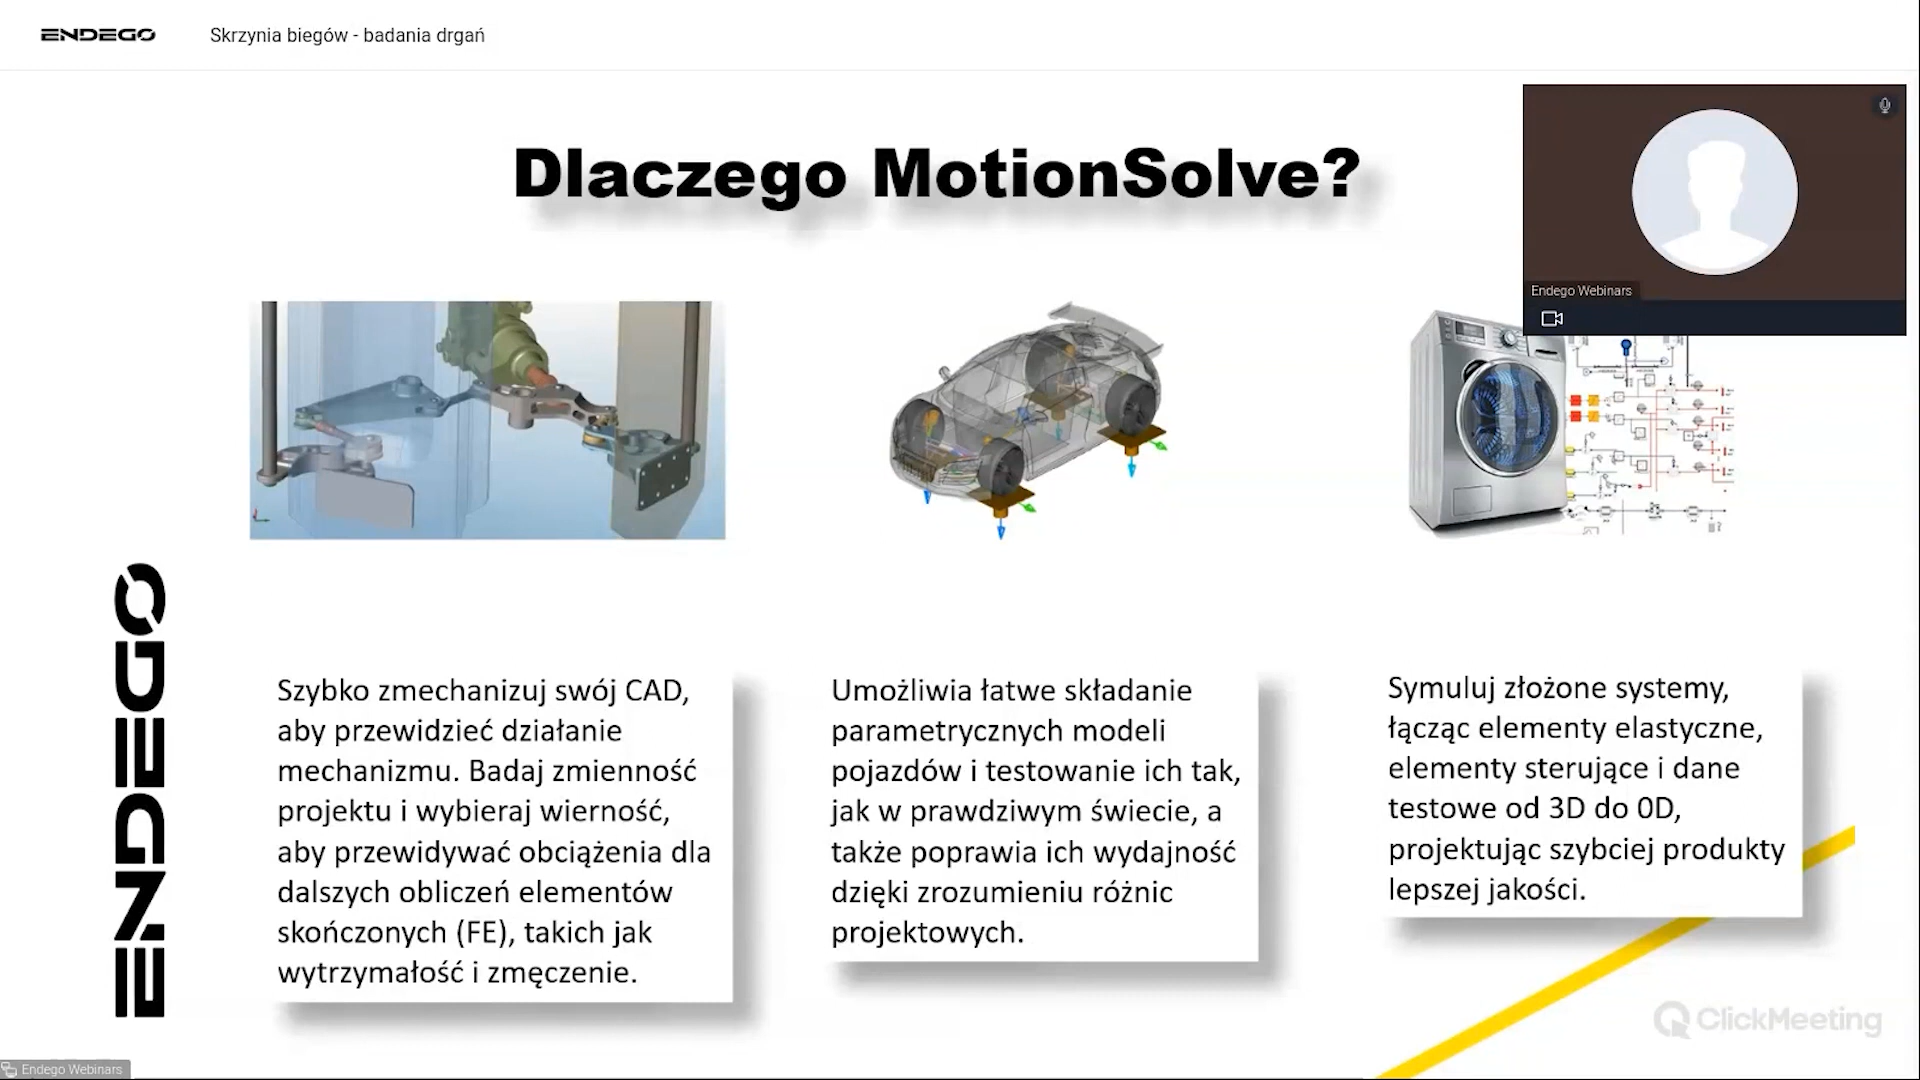 ENDEGO
Skrzynia biegów - badania drgań
Dlaczego MotionSolve?
Endego Webinars
ENDEGO
Szybko zmechanizuj swój CAD,
aby przewidzieć działanie
mechanizmu. Badaj zmienność
projektu i wybieraj wierność,
aby przewidywać obciążenia dla
dalszych obliczeń elementów
skończonych (FE), takich jak
wytrzymałość i zmęczenie.
Umożliwia łatwe składanie
parametrycznych modeli
pojazdów i testowanie ich tak,
jak w prawdziwym świecie, a
także poprawia ich wydajność
dzięki zrozumieniu różnic
projektowych.
Symuluj złożone systemy,
łącząc elementy elastyczne,
elementy sterujące i dane
testowe od 3D do 0D,
projektując szybciej produkty
lepszej jakości.
ClickMeeting
Endego Webinars